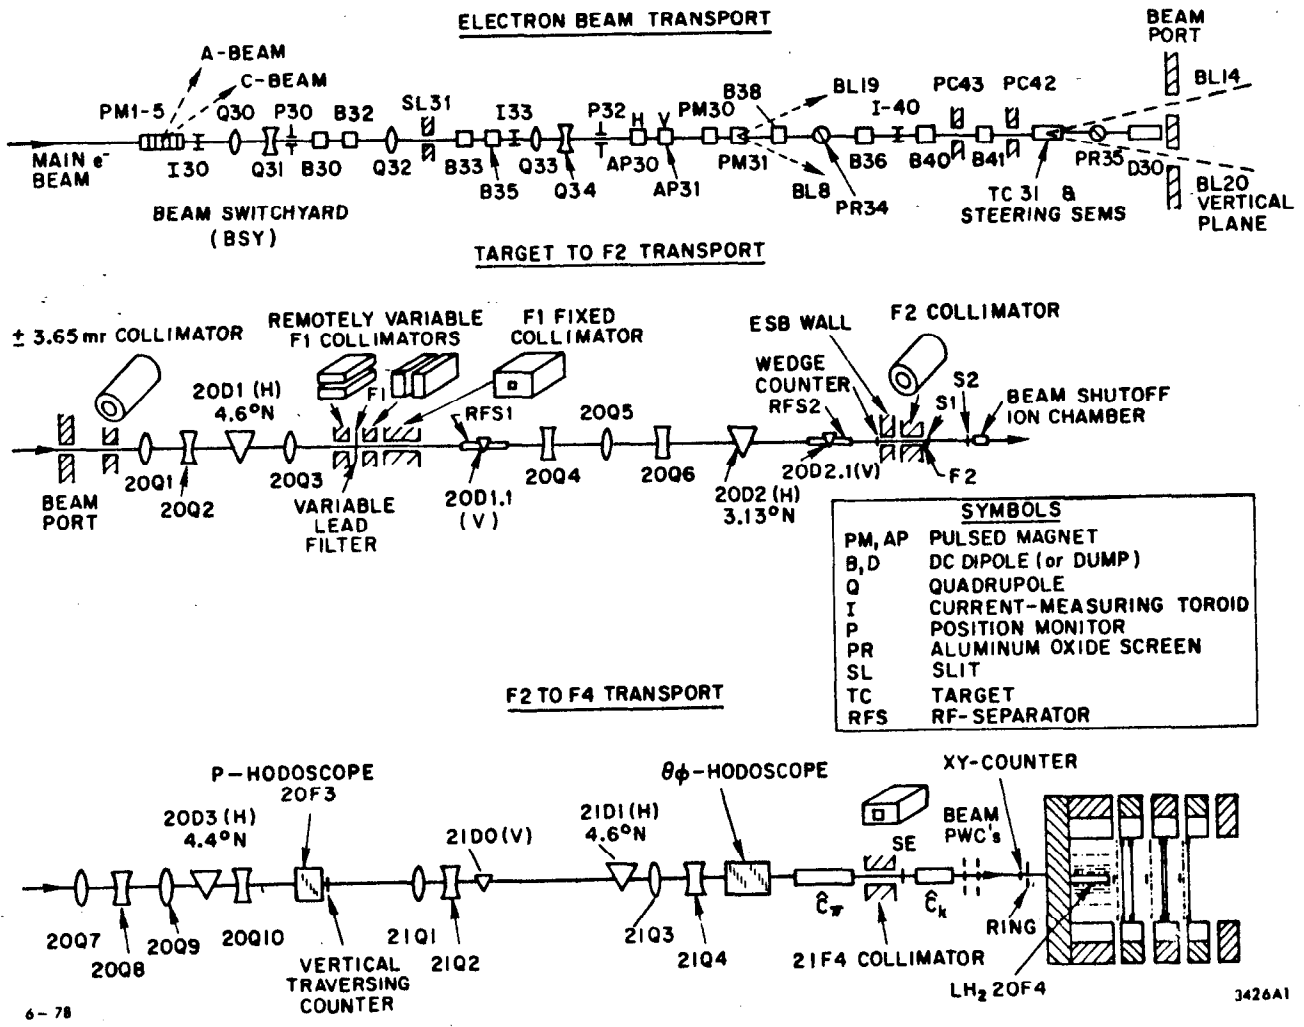 ELECTRON BEAM TRANSPORT
BEAM
PORT
A-BEAM
C-BEAM
PM1-5
Q30
P30
B32
SL31
I33
P32
H
V
PM30
B38
BL19
I-40
PC43
PC42
BL14
MAIN e⁻
BEAM
I30
Q31
B30
Q32
B33
B35
Q33
Q34
AP30
AP31
PM31
BL8
PR34
B36
B40
B41
TC 31 &
STEERING SEMS
PR35
D30
BL20
VERTICAL
PLANE
BEAM SWITCHYARD
(BSY)
TARGET TO F2 TRANSPORT
± 3.65mr COLLIMATOR
20D1 (H)
4.6°N
REMOTELY VARIABLE
F1 COLLIMATORS
F1
F1 FIXED
COLLIMATOR
RFS1
20Q5
ESB WALL
WEDGE
COUNTER
RFS2
F2 COLLIMATOR
S1
S2
BEAM SHUTOFF
ION CHAMBER
BEAM
PORT
20Q1
20Q2
20Q3
VARIABLE
LEAD
FILTER
20D1.1
(V)
20Q4
20Q6
20D2 (H)
3.13°N
20D2.1(V)
F2
SYMBOLS
PM, AP PULSED MAGNET
B,D DC DIPOLE (or DUMP)
Q QUADRUPOLE
I CURRENT-MEASURING TOROID
P POSITION MONITOR
PR ALUMINUM OXIDE SCREEN
SL SLIT
TC TARGET
RFS RF-SEPARATOR
F2 TO F4 TRANSPORT
P-HODOSCOPE
20F3
20D3 (H)
4.4°N
21D0(V)
21D1(H)
4.6°N
θϕ-HODOSCOPE
SE
BEAM
PWC's
XY-COUNTER
20Q7
20Q8
20Q9
20Q10
VERTICAL
TRAVERSING
COUNTER
21Q1
21Q2
21Q3
21Q4
Ĉπ
21F4 COLLIMATOR
Ĉk
RING
LH₂ 20F4
6-78
3426A1